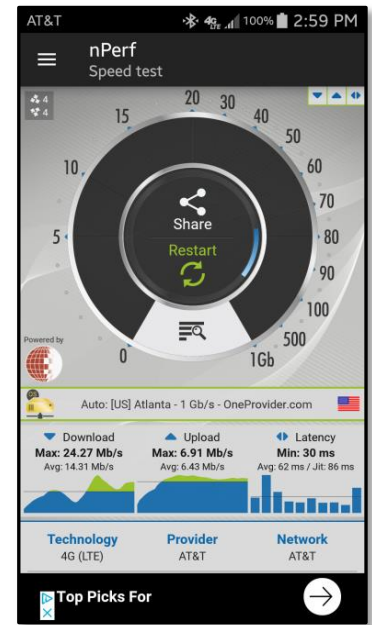 AT&T 4G LTE 100% 2:59 PM
nPerf
Speed test
4
4
0
5
10
15
20
30
40
50
60
70
80
90
100
500
1Gb
Share
Restart
Powered by
Auto: [US] Atlanta - 1 Gb/s - OneProvider.com
Download Upload Latency
Max: 24.27 Mb/s Max: 6.91 Mb/s Min: 30 ms
Avg: 14.31 Mb/s Avg: 6.43 Mb/s Avg: 62 ms / Jit: 86 ms
Technology Provider Network
4G (LTE) AT&T AT&T
Top Picks For